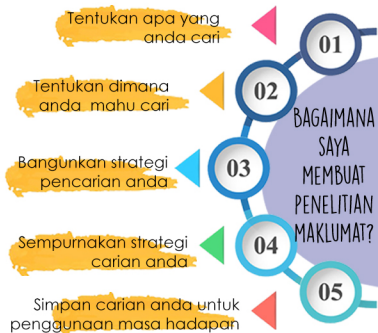 Tentukan apa yang
anda cari
01
Tentukan dimana
anda mahu cari
02
Bangunkan strategi
pencarian anda
03
Sempurnakan strategi
carian anda
04
Simpan carian anda untuk
penggunaan masa hadapan
05
BAGAIMANA
SAYA
MEMBUAT
PENELITIAN
MAKLUMAT?